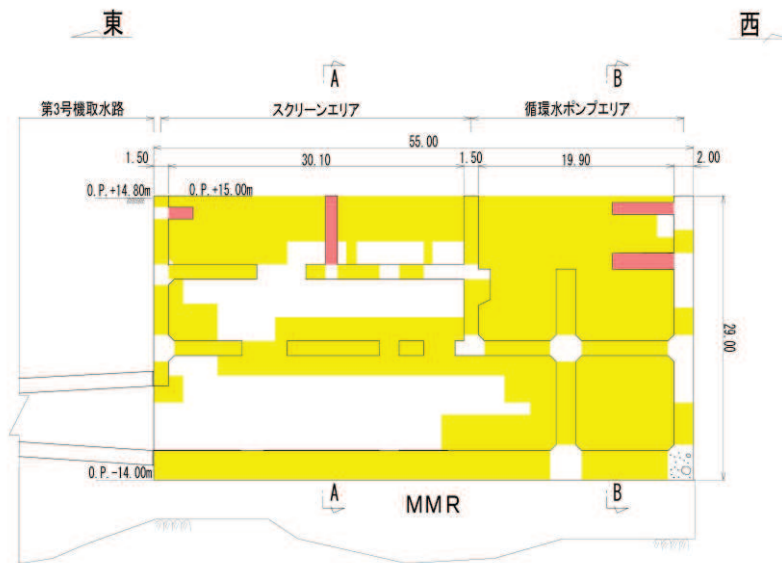 東
西
A
B
第3号機取水路
スクリーンエリア
循環水ポンプエリア
55.00
1.50
30.10
1.50
19.90
2.00
O.P.+14.80m
O.P.+15.00m
29.00
O.P.-14.00m
A
B
MMR